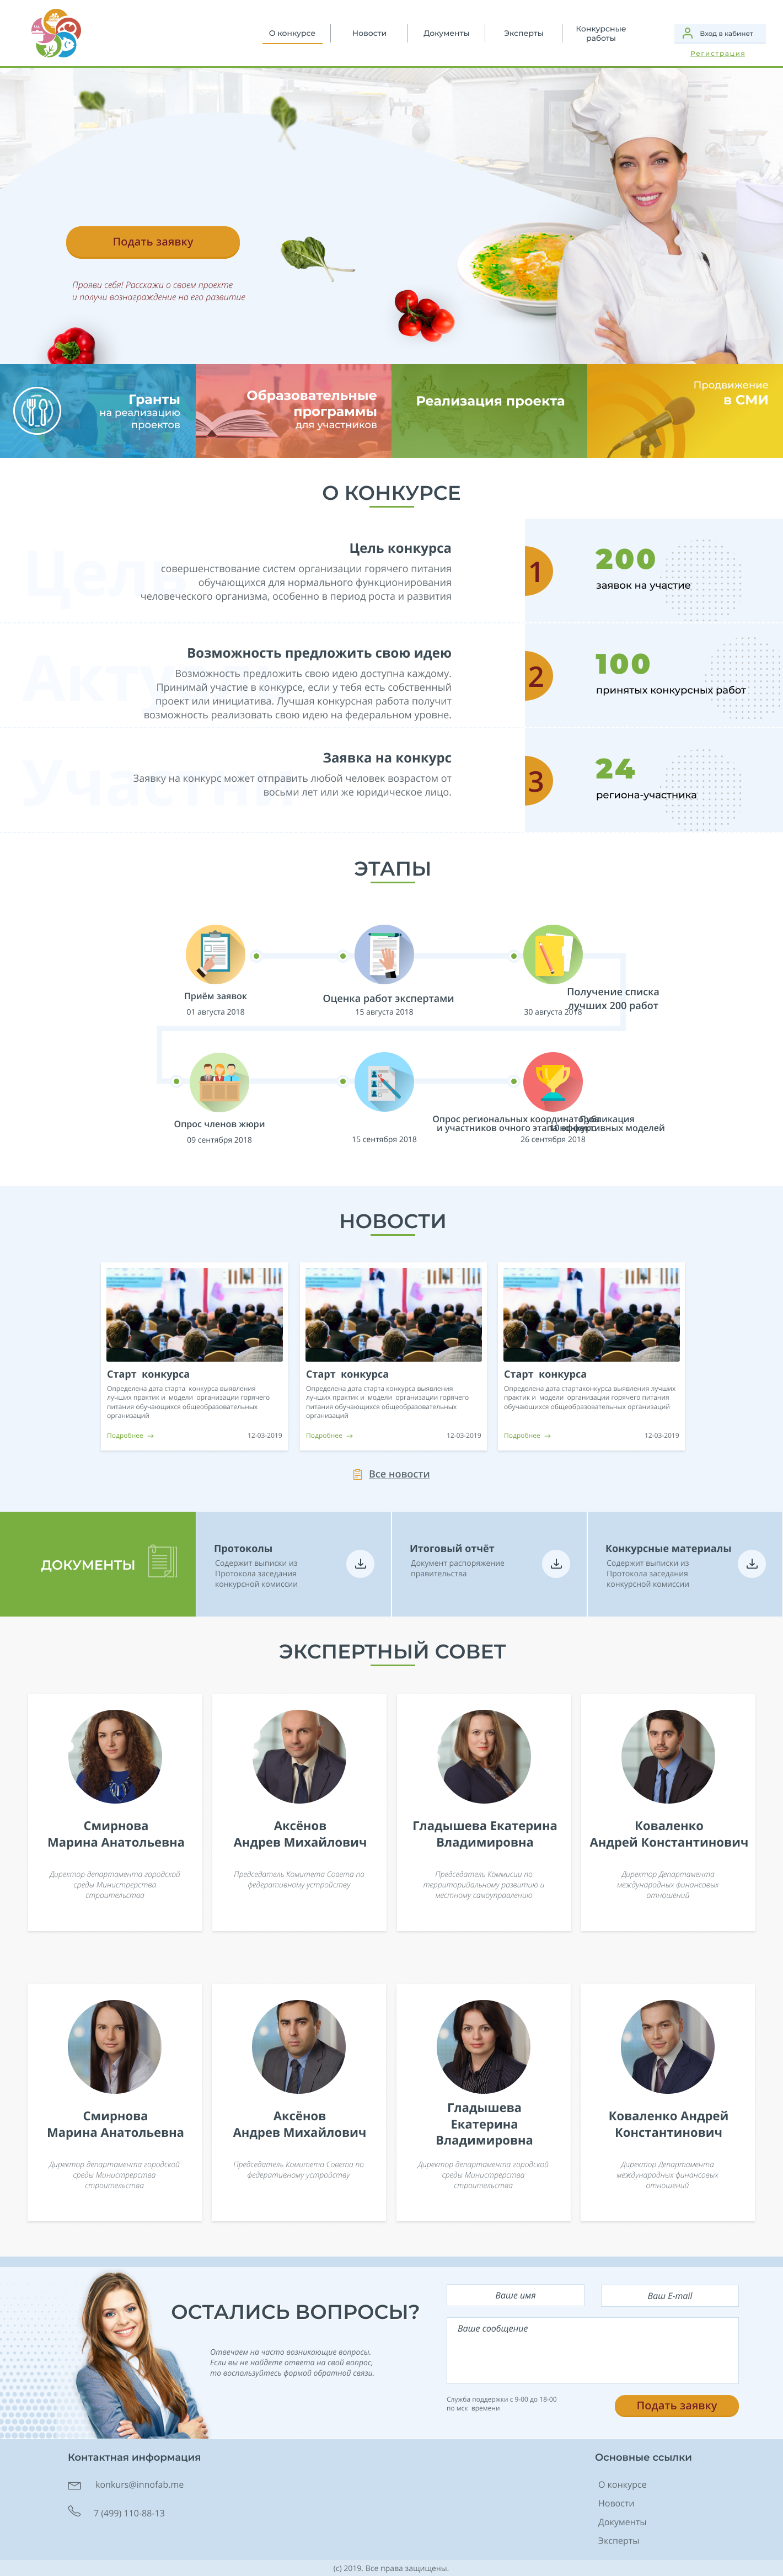 О конкурсе
Новости
Документы
Эксперты
Конкурсные
работы
Вход в кабинет
Регистрация
Подать заявку
Прояви себя! Расскажи о своем проекте
и получи вознаграждение на его развитие
Гранты
на реализацию
проектов
Образовательные
программы
для участников
Реализация проекта
Продвижение
в СМИ
О КОНКУРСЕ
Цель
Цель конкурса
совершенствование систем организации горячего питания
обучающихся для нормального функционирования
человеческого организма, особенно в период роста и развития
1
200
заявок на участие
Возможность предложить свою идею
Возможность предложить свою идею доступна каждому.
Принимай участие в конкурсе, если у тебя есть собственный
проект или инициатива. Лучшая конкурсная работа получит
возможность реализовать свою идею на федеральном уровне.
2
100
принятых конкурсных работ
Заявка на конкурс
Заявку на конкурс может отправить любой человек возрастом от
восьми лет или же юридическое лицо.
3
24
региона-участника
ЭТАПЫ
Приём заявок
01 августа 2018
Оценка работ экспертами
15 августа 2018
Получение списка
лучших 200 работ
30 августа 2018
Опрос членов жюри
09 сентября 2018
Опрос региональных координаторов
и участников очного этапа
15 сентября 2018
Публикация
эффективных моделей
26 сентября 2018
НОВОСТИ
Старт конкурса
Определена дата старта конкурса выявления
лучших практик и модели организации горячего
питания обучающихся общеобразовательных
организаций
Подробнее →
12-03-2019
Старт конкурса
Определена дата старта конкурса выявления
лучших практик и модели организации горячего
питания обучающихся общеобразовательных
организаций
Подробнее →
12-03-2019
Старт конкурса
Определена дата стартаконкурса выявления лучших
практик и модели организации горячего питания
обучающихся общеобразовательных организаций
Подробнее →
12-03-2019
Все новости
ДОКУМЕНТЫ
Протоколы
Содержит выписки из
Протокола заседания
конкурсной комиссии
Итоговый отчёт
Документ распоряжение
правительства
Конкурсные материалы
Содержит выписки из
Протокола заседания
конкурсной комиссии
ЭКСПЕРТНЫЙ СОВЕТ
Смирнова
Марина Анатольевна
Директор департамента городской
среды Министрерства
строительства
Аксёнов
Андрев Михайлович
Председатель Комитета Совета по
федеративному устройству
Гладышева Екатерина
Владимировна
Председатель Коммисии по
территорийальному развитию и
местному самоуправлению
Коваленко
Андрей Константинович
Директор Департамента
международных финансовых
отношений
Смирнова
Марина Анатольевна
Директор департамента городской
среды Министрерства
строительства
Аксёнов
Андрев Михайлович
Председатель Комитета Совета по
федеративному устройству
Гладышева
Екатерина
Владимировна
Директор департамента городской
среды Министрерства
строительства
Коваленко Андрей
Константинович
Директор Департамента
международных финансовых
отношений
ОСТАЛИСЬ ВОПРОСЫ?
Отвечаем на часто возникающие вопросы.
Если вы не найдете ответа на свой вопрос,
то воспользуйтесь формой обратной связи.
Ваше имя
Ваш E-mail
Ваше сообщение
Служба поддержки с 9-00 до 18-00
по мск времени
Подать заявку
Контактная информация
konkurs@innofab.me
7 (499) 110-88-13
Основные ссылки
О конкурсе
Новости
Документы
Эксперты
(c) 2019. Все права защищены.